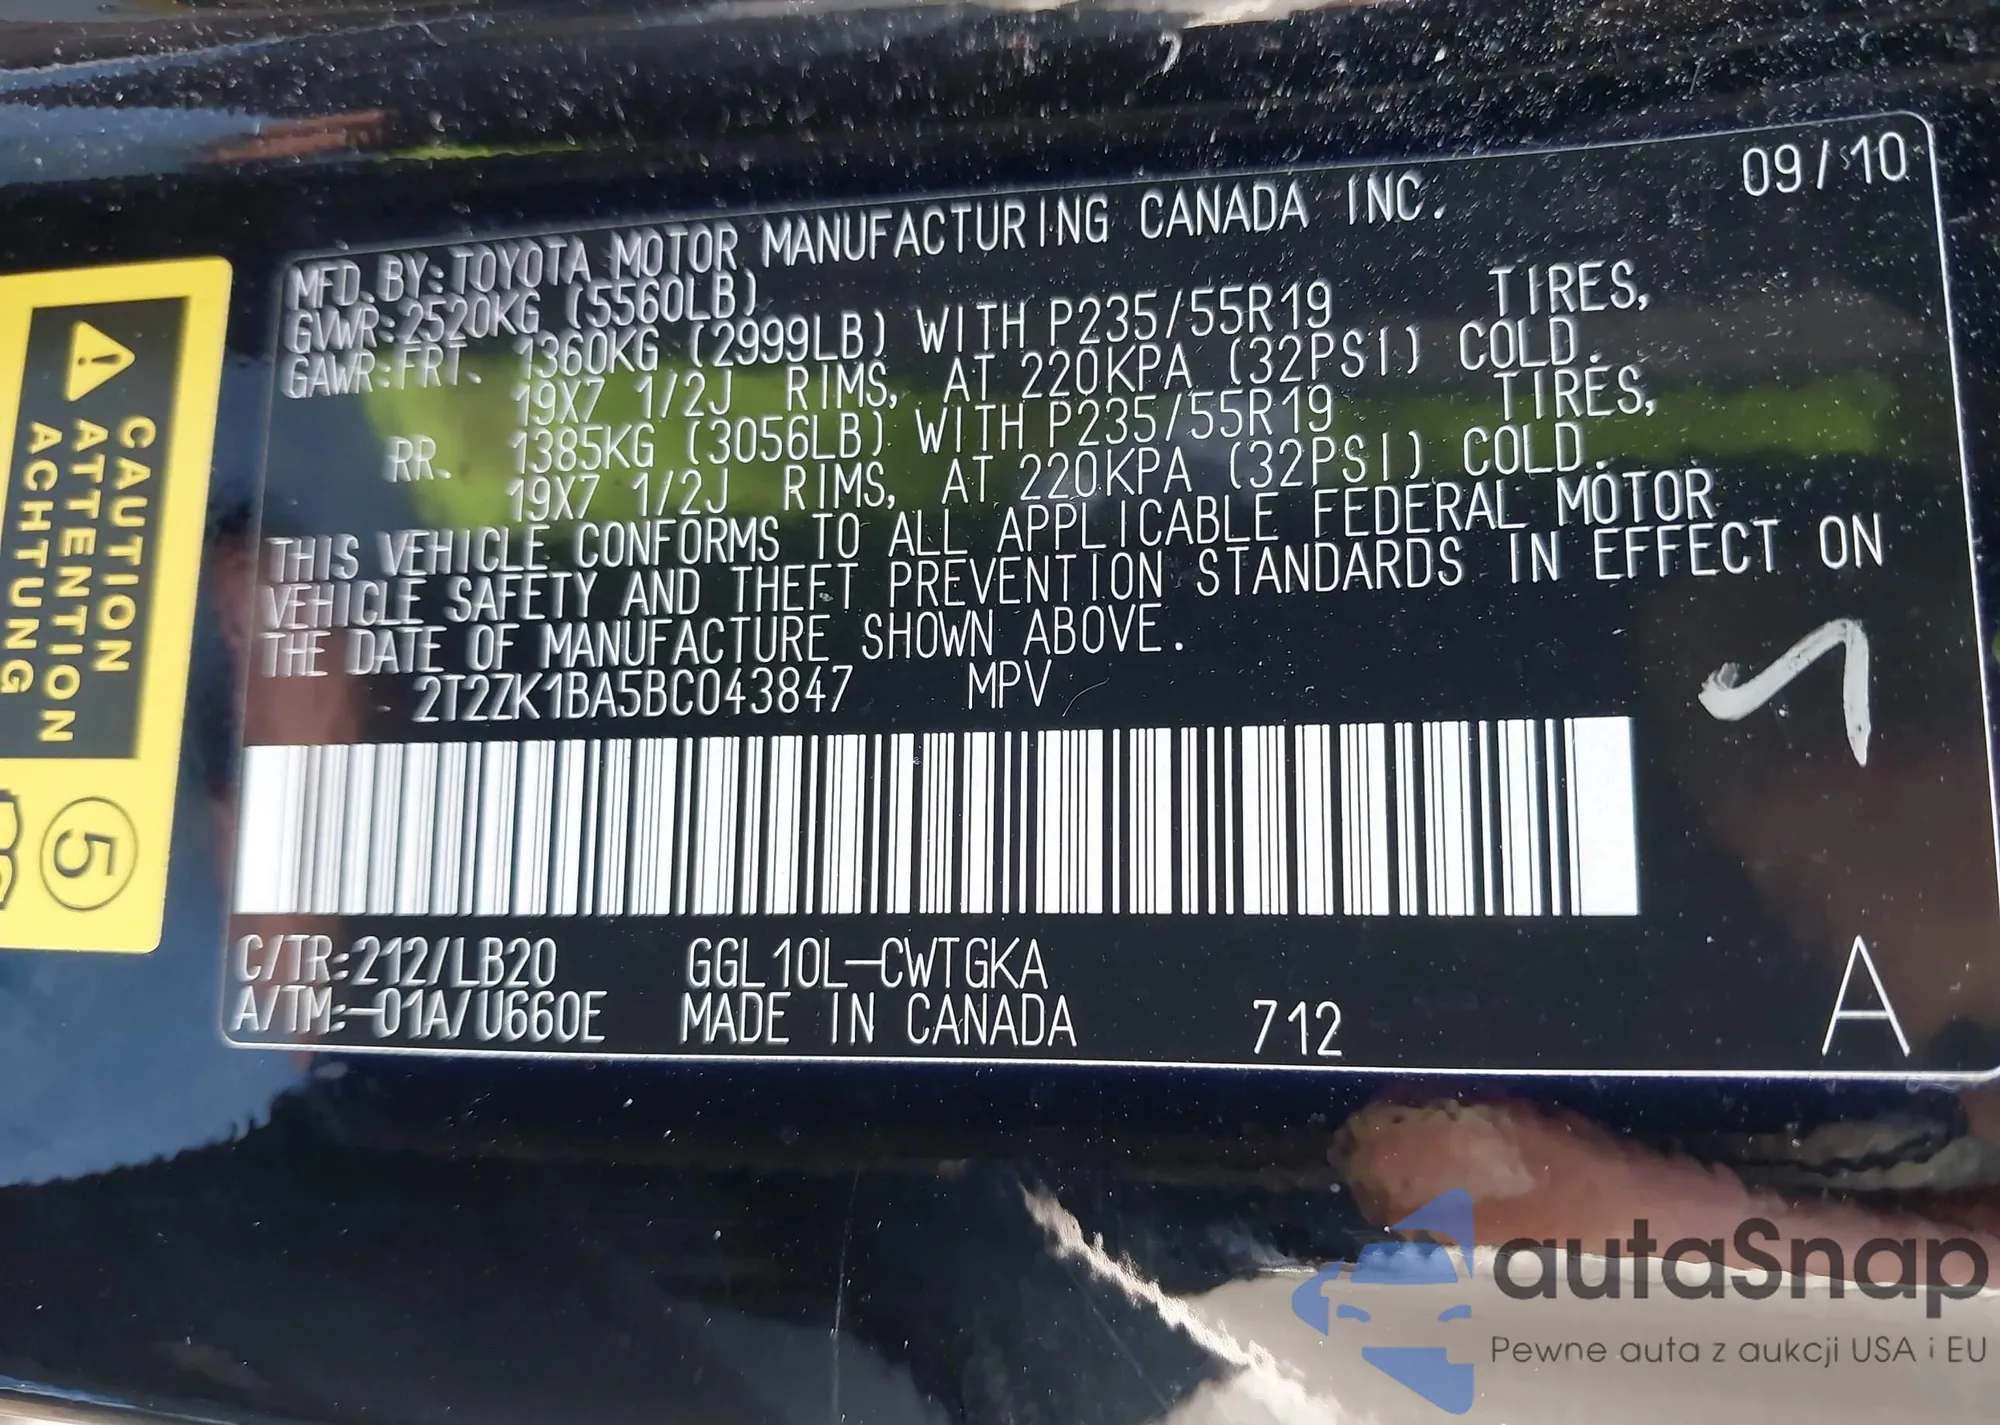 09/10
MFD.BY:TOYOTA MOTOR MANUFACTURING CANADA INC.
GVWR:2520KG (5560LB)
GAWR:FRT. 1360KG (2999LB) WITH P235/55R19 TIRES,
19X7 1/2J RIMS, AT 220KPA (32PSI) COLD.
RR. 1385KG (3056LB) WITH P235/55R19 TIRES,
19X7 1/2J RIMS, AT 220KPA (32PSI) COLD.
THIS VEHICLE CONFORMS TO ALL APPLICABLE FEDERAL MOTOR
VEHICLE SAFETY AND THEFT PREVENTION STANDARDS IN EFFECT ON
THE DATE OF MANUFACTURE SHOWN ABOVE.
2T2ZK1BA5BC043847 MPV
1
C/TR:212/LB20 GGL10L-CWTGKA
A/TM:-01A/U660E MADE IN CANADA 712 A
CAUTION
ATTENTION
ACHTUNG
5
autaSnap
Pewne auta z aukcji USA i EU